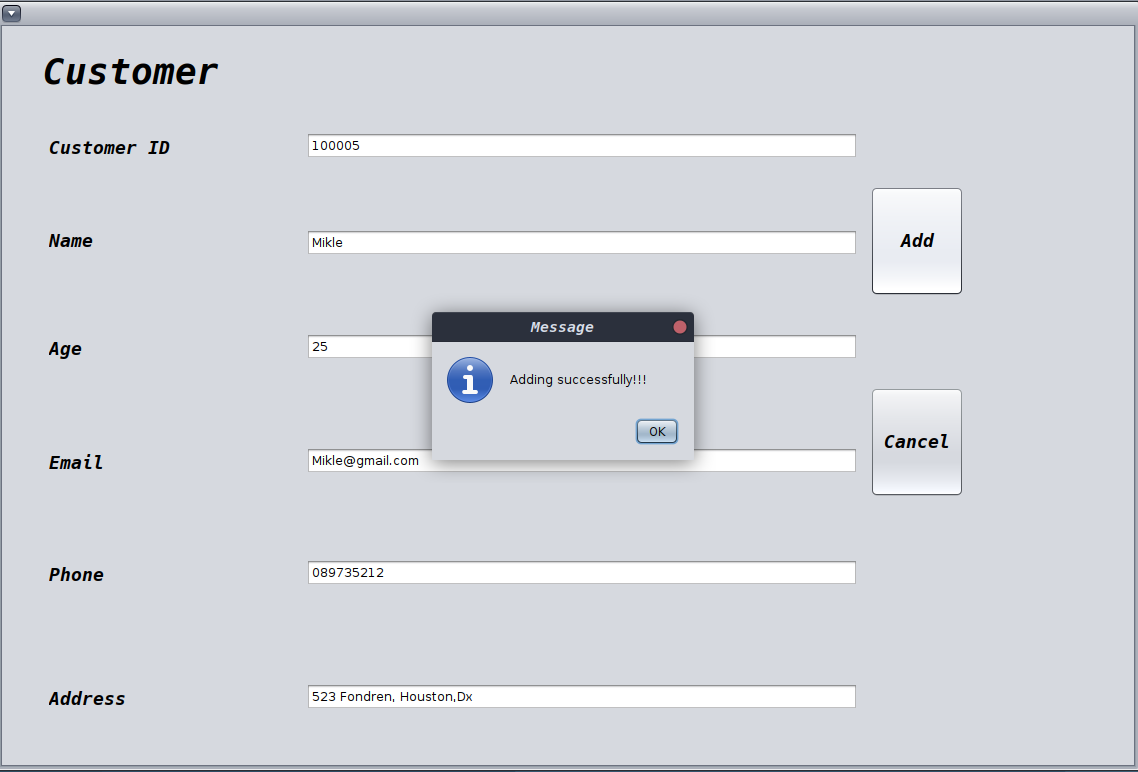 Customer
Customer ID
100005
Name
Mikle
Add
Message
Age
25
Adding successfully!!!
OK
Cancel
Email
Mikle@gmail.com
Phone
089735212
Address
523 Fondren, Houston,Dx